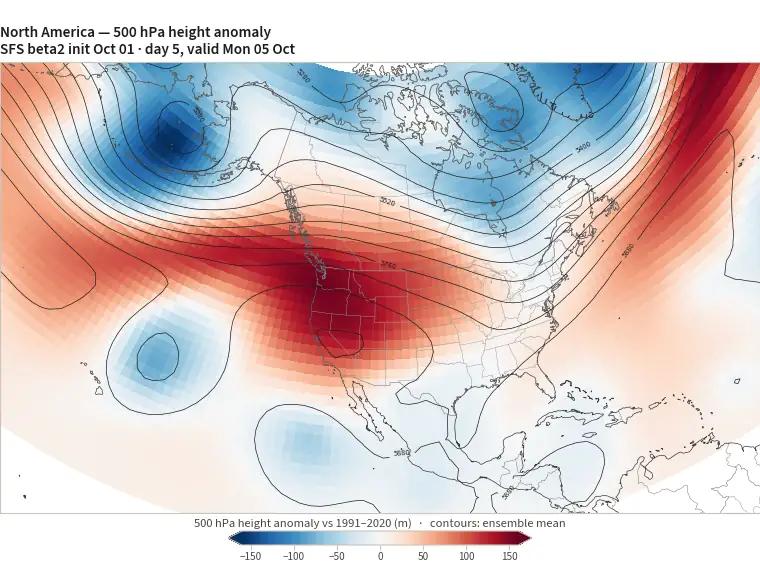 North America — 500 hPa height anomaly
SFS beta2 init Oct 01 · day 5, valid Mon 05 Oct
5280
5400
5520
5760
5880
5880
5880
500 hPa height anomaly vs 1991–2020 (m) · contours: ensemble mean
−150 −100 −50 0 50 100 150